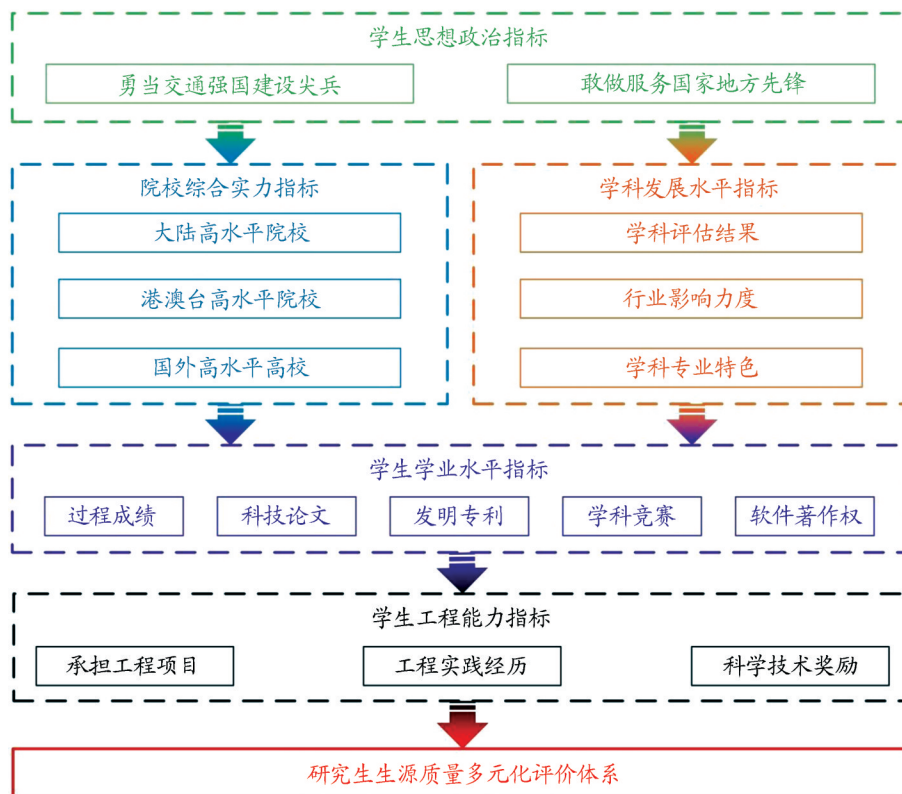 学生思想政治指标
勇当交通强国建设尖兵
敢做服务国家地方先锋
院校综合实力指标
大陆高水平院校
港澳台高水平院校
国外高水平高校
学科发展水平指标
学科评估结果
行业影响力度
学科专业特色
学生学业水平指标
过程成绩
科技论文
发明专利
学科竞赛
软件著作权
学生工程能力指标
承担工程项目
工程实践经历
科学技术奖励
研究生生源质量多元化评价体系